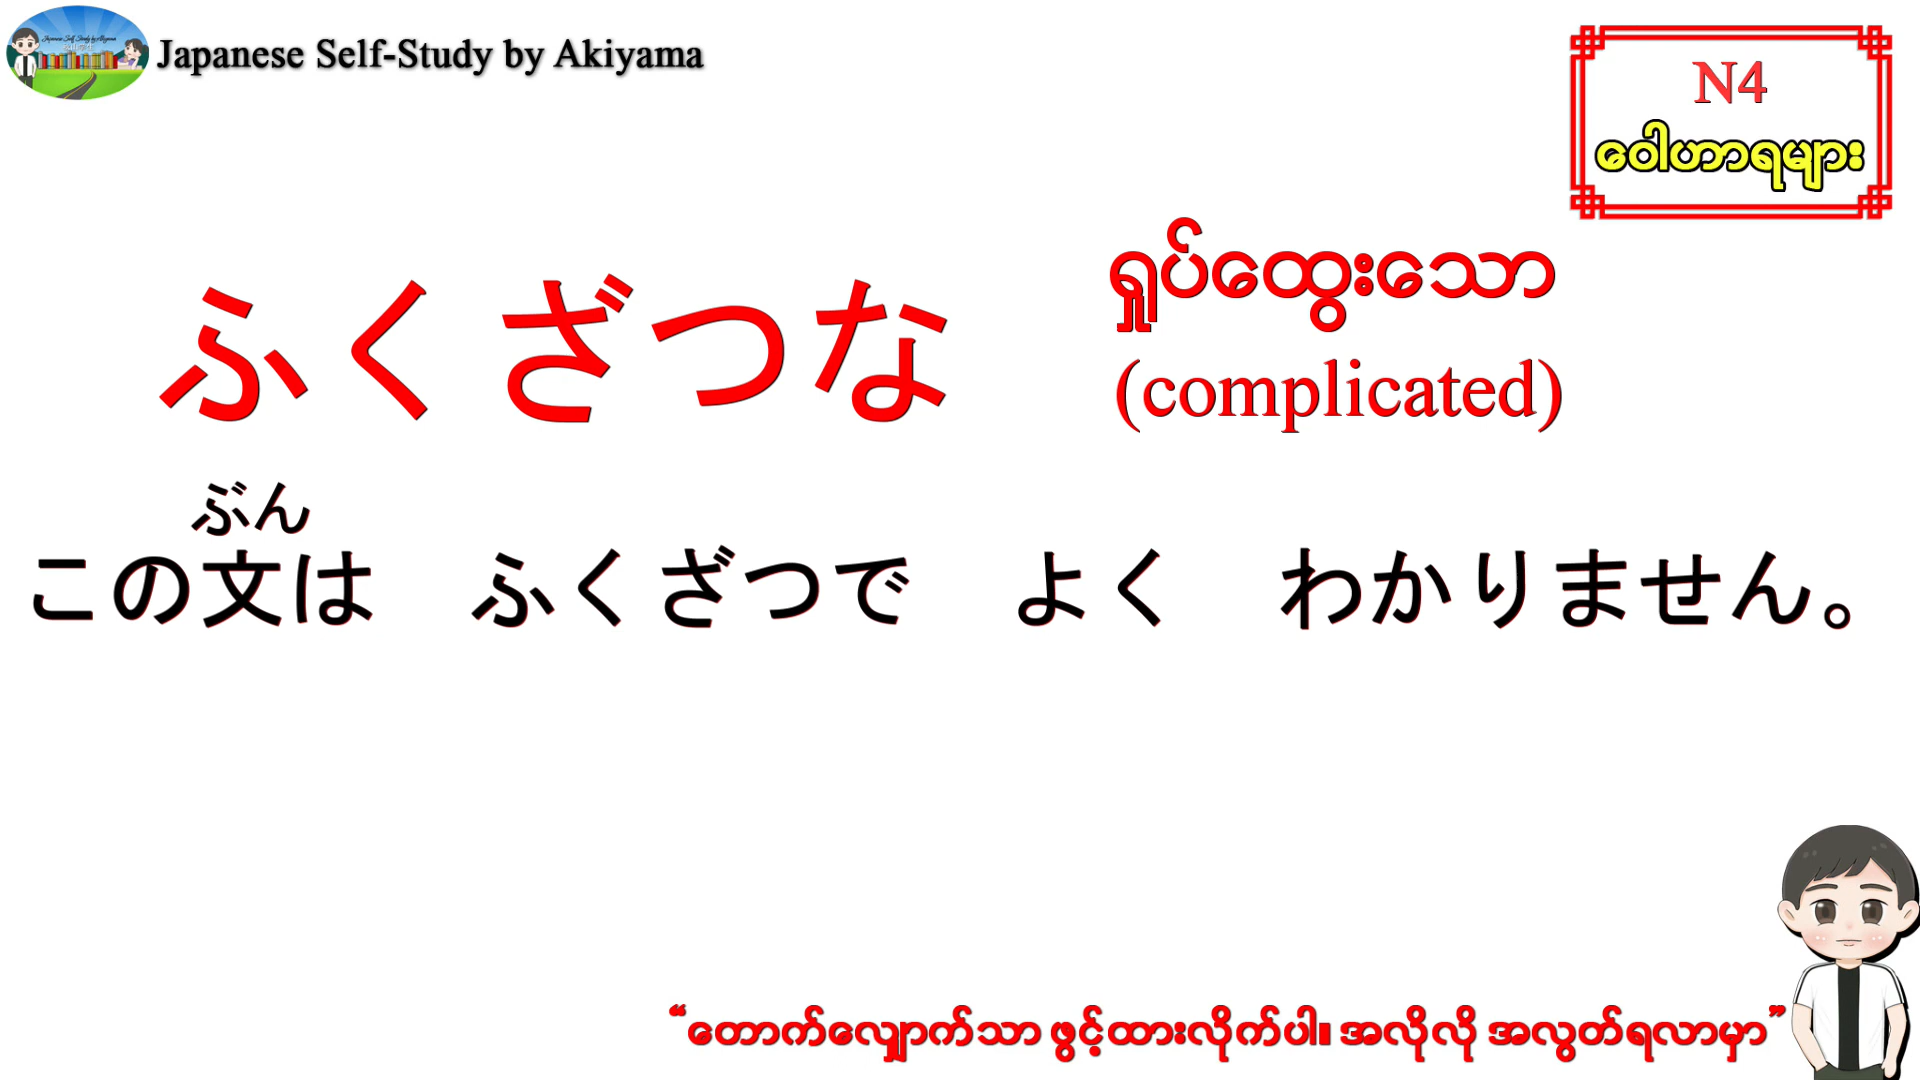 Japanese Self-Study by Akiyama
N4
ဝေါဟာရများ
ふくざつな
ရှုပ်ထွေးသော
(complicated)
ぶん
この文は ふくざつで よく わかりません。
“တောက်လျှောက်သာ ဖွင့်ထားလိုက်ပါ။ အလိုလို အလွတ်ရလာမှာ”